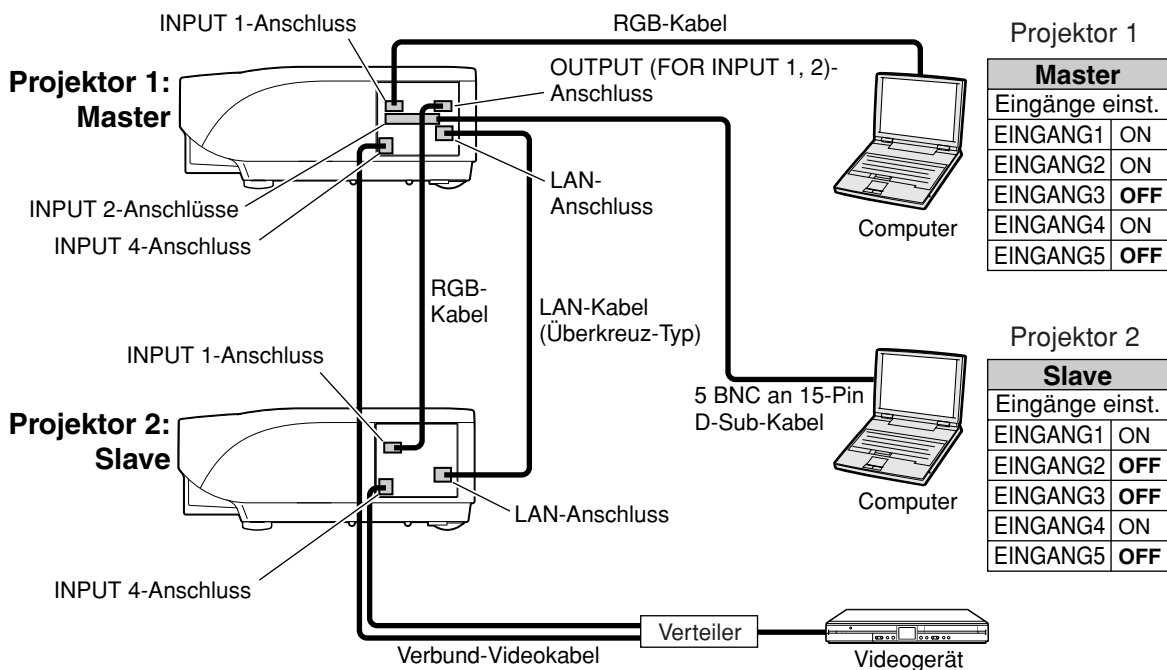 INPUT 1-Anschluss
RGB-Kabel
Projektor 1
Projektor 1:
Master
OUTPUT (FOR INPUT 1, 2)-
Anschluss
Master
Eingänge einst.
EINGANG1 ON
EINGANG2 ON
EINGANG3 OFF
EINGANG4 ON
EINGANG5 OFF
LAN-
Anschluss
INPUT 2-Anschlüsse
INPUT 4-Anschluss
Computer
RGB-
Kabel
LAN-Kabel
(Überkreuz-Typ)
Projektor 2
INPUT 1-Anschluss
Slave
Eingänge einst.
EINGANG1 ON
EINGANG2 OFF
EINGANG3 OFF
EINGANG4 ON
EINGANG5 OFF
5 BNC an 15-Pin
D-Sub-Kabel
Projektor 2:
Slave
Computer
LAN-Anschluss
INPUT 4-Anschluss
Verteiler
Verbund-Videokabel
Videogerät